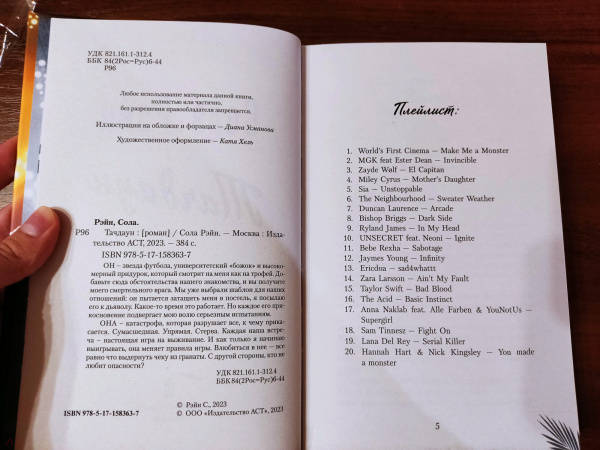 УДК 821.161.1-312.4
ББК 84(2Рос=Рус)6-44
Р96
Любое использование материала данной книги,
полностью или частично,
без разрешения правообладателя запрещается.
Иллюстрации на обложке и форзацах — Диана Усманова
Художественное оформление — Катя Хель
Рэйн, Сола.
Р96 Тачдаун : [роман] / Сола Рэйн. — Москва : Изда-
тельство АСТ, 2023. — 384 с.
ISBN 978-5-17-158363-7
ОН – звезда футбола, университетский «божок» и высоко-
мерный придурок, который смотрит на меня как на трофей. До-
бавьте сюда обстоятельства нашего знакомства, и вы получите
моего смертельного врага. Мы уже выбрали шаблон для наших
отношений: он пытается затащить меня в постель, я посылаю
его к дьяволу. Какое-то время это работает. Но каждое его при-
косновение подвергает мою волю серьезным испытаниям.
ОНА – катастрофа, которая разрушает все, к чему прика-
сается. Сумасшедшая. Упрямая. Стерва. Каждая наша встре-
ча – настоящая игра на выживание. И как только я начинаю
выигрывать, она меняет правила игры. Влюбиться в нее — все
равно что выдернуть чеку из гранаты. С другой стороны, кто не
любит опасности?
УДК 821.161.1-312.4
ББК 84(2Рос=Рус)6-44
© Рэйн С., 2023
ISBN 978-5-17-158363-7 © ООО «Издательство АСТ», 2023
Плейлист:
1. World's First Cinema — Make Me a Monster
2. MGK feat Ester Dean — Invincible
3. Zayde Wølf — El Capitan
4. Miley Cyrus — Mother's Daughter
5. Sia — Unstoppable
6. The Neighbourhood — Sweater Weather
7. Duncan Laurence — Arcade
8. Bishop Briggs — Dark Side
9. Ryland James — In My Head
10. UNSECRET feat. Neoni — Ignite
11. Bebe Rexha — Sabotage
12. Jaymes Young — Infinity
13. Ericdoa — sad4whattt
14. Zara Larsson — Ain't My Fault
15. Taylor Swift — Bad Blood
16. The Acid — Basic Instinct
17. Anna Naklab feat. Alle Farben & YouNotUs —
Supergirl
18. Sam Tinnesz — Fight On
19. Lana Del Rey — Serial Killer
20. Hannah Hart & Nick Kingsley — You made
a monster
5